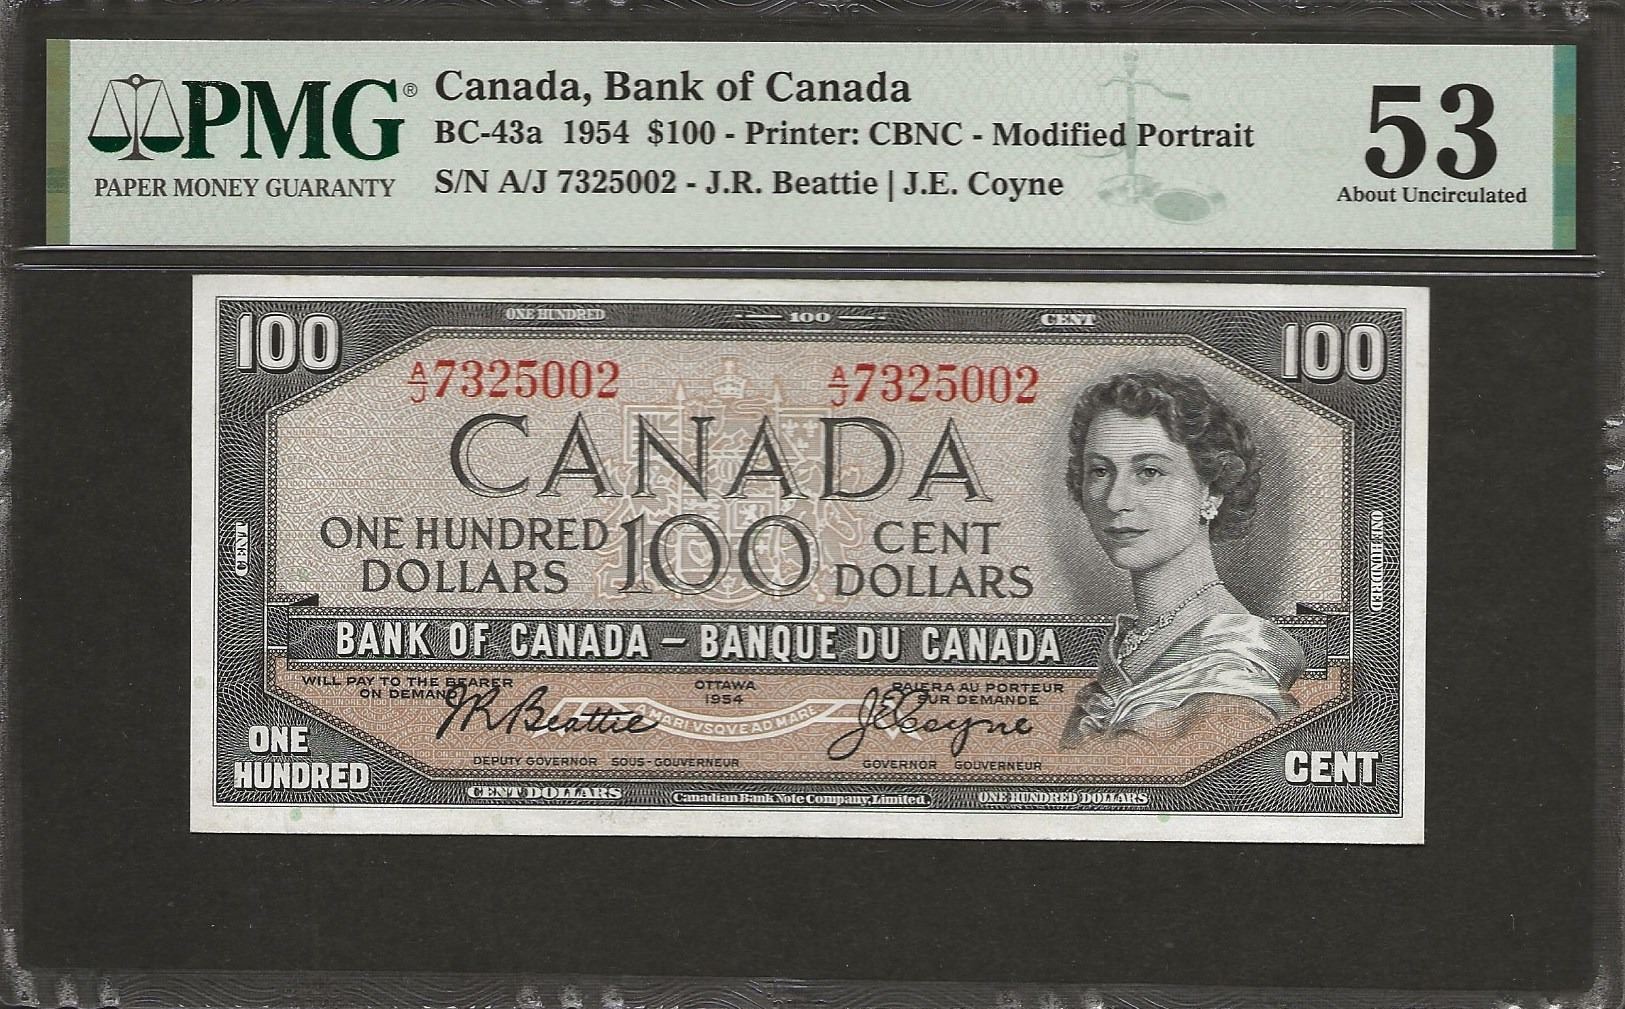 PMG®
PAPER MONEY GUARANTY
Canada, Bank of Canada
BC-43a 1954 $100 - Printer: CBNC - Modified Portrait
S/N A/J 7325002 - J.R. Beattie | J.E. Coyne
53
About Uncirculated
100
ONE HUNDRED
100
CENT
100
A/J 7325002
A/J 7325002
CANADA
ONE HUNDRED DOLLARS
100
CENT DOLLARS
CENT
ONE HUNDRED
BANK OF CANADA – BANQUE DU CANADA
WILL PAY TO THE BEARER
ON DEMAND
OTTAWA
1954
PAIERA AU PORTEUR
SUR DEMANDE
JRBeattie
A MARI VSQVE AD MARE
JECoyne
DEPUTY GOVERNOR SOUS-GOUVERNEUR
GOVERNOR GOUVERNEUR
ONE
HUNDRED
CENT
CENT DOLLARS
Canadian Bank Note Company, Limited.
ONE HUNDRED DOLLARS